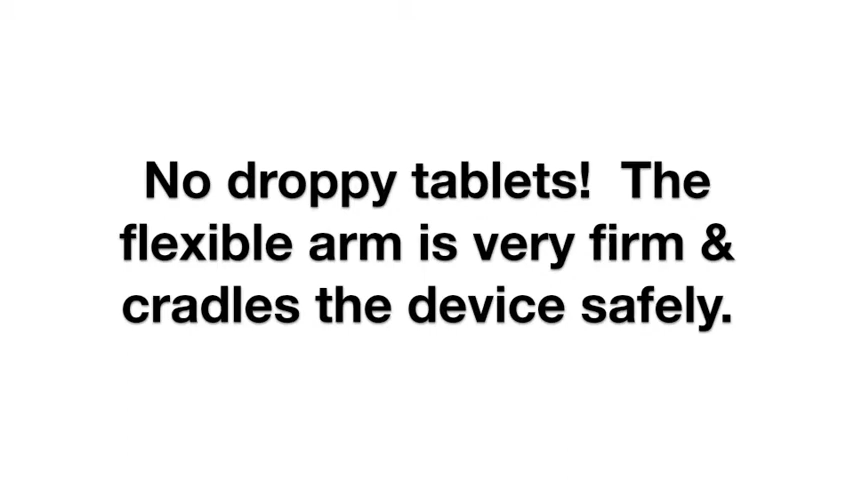 No droppy tablets!  The
flexible arm is very firm &
cradles the device safely.